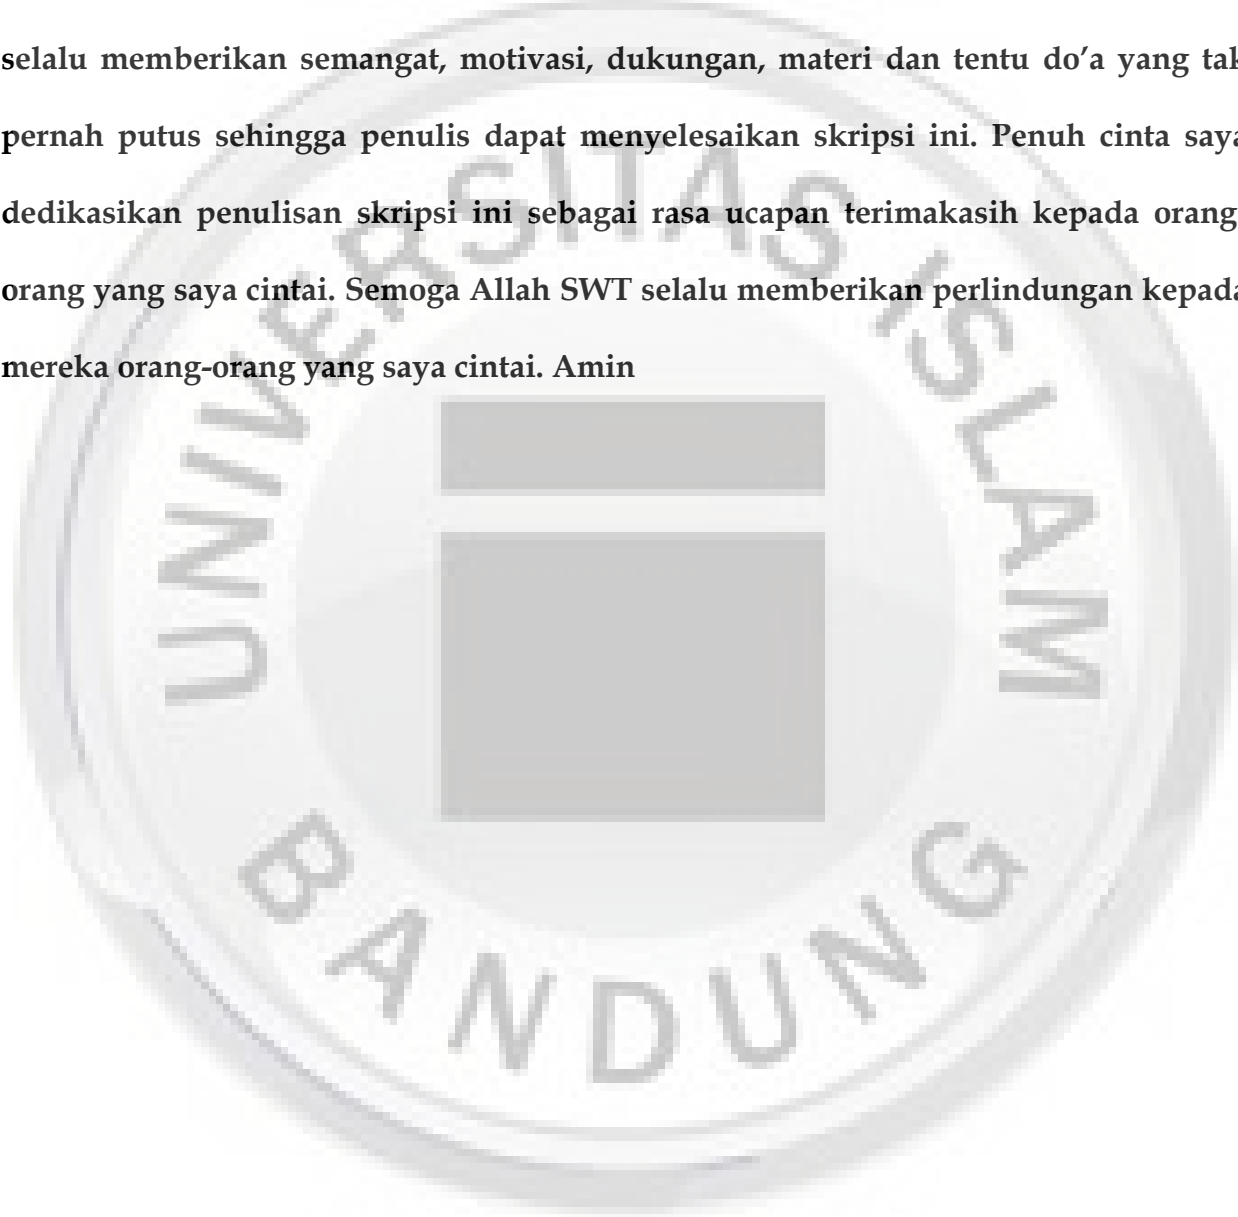 selalu memberikan semangat, motivasi, dukungan, materi dan tentu do'a yang tak
pernah putus sehingga penulis dapat menyelesaikan skripsi ini. Penuh cinta saya
dedikasikan penulisan skripsi ini sebagai rasa ucapan terimakasih kepada orang-
orang yang saya cintai. Semoga Allah SWT selalu memberikan perlindungan kepada
mereka orang-orang yang saya cintai. Amin
UNIVERSITAS ISLAM
BANDUNG